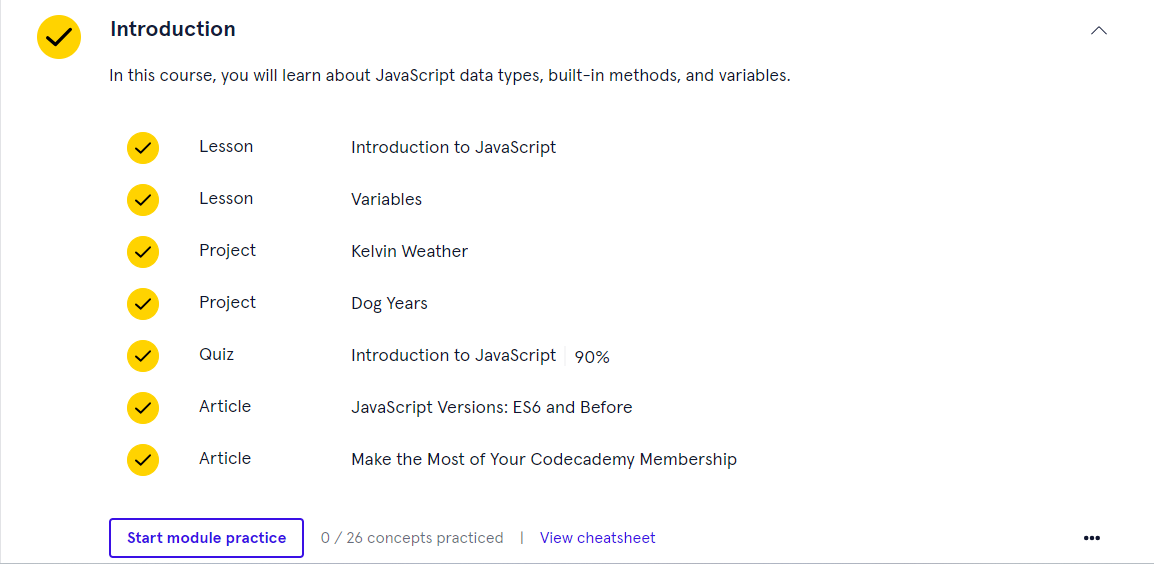 Introduction
In this course, you will learn about JavaScript data types, built-in methods, and variables.
Lesson Introduction to JavaScript
Lesson Variables
Project Kelvin Weather
Project Dog Years
Quiz Introduction to JavaScript 90%
Article JavaScript Versions: ES6 and Before
Article Make the Most of Your Codecademy Membership
Start module practice 0 / 26 concepts practiced | View cheatsheet